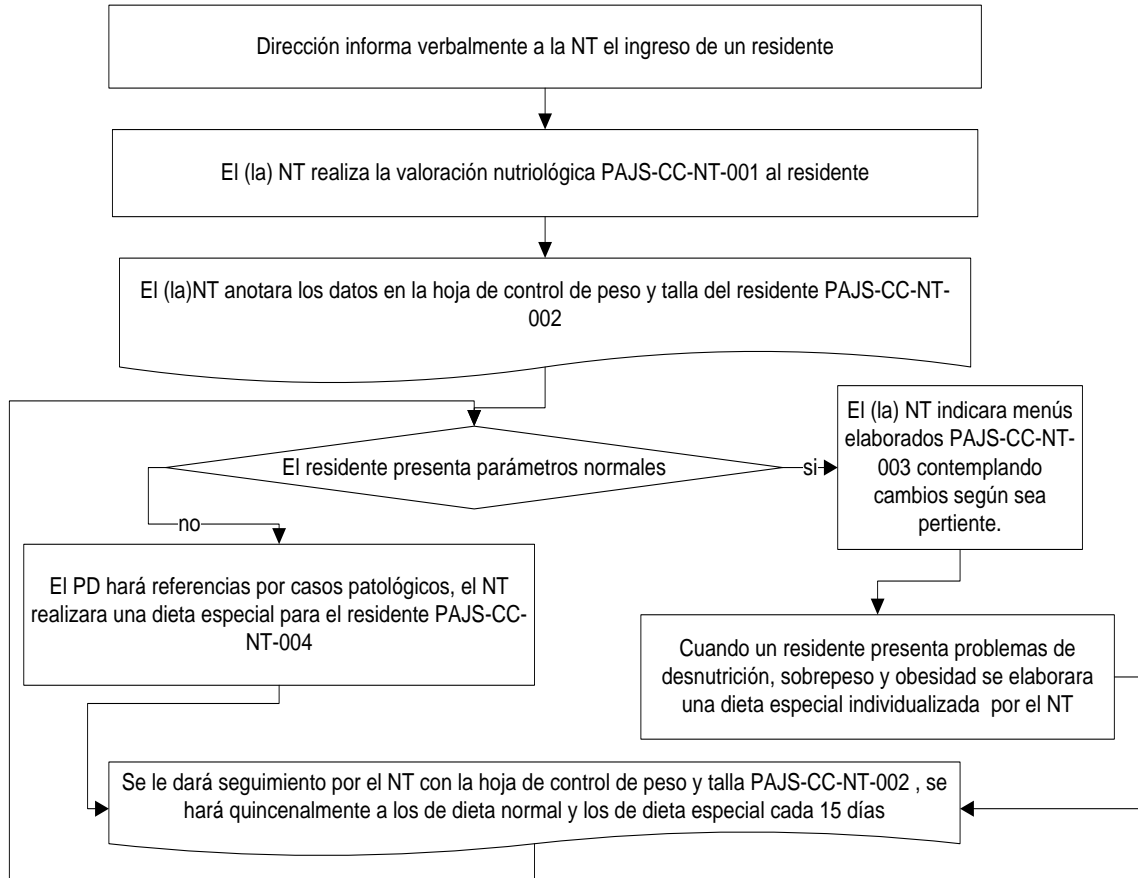 Dirección informa verbalmente a la NT el ingreso de un residente
El (la) NT realiza la valoración nutriológica PAJS-CC-NT-001 al residente
El (la)NT anotara los datos en la hoja de control de peso y talla del residente PAJS-CC-NT-
002
El residente presenta parámetros normales
si
El (la) NT indicara menús
elaborados PAJS-CC-NT-
003 contemplando
cambios según sea
pertiente.
no
El PD hará referencias por casos patológicos, el NT
realizara una dieta especial para el residente PAJS-CC-
NT-004
Cuando un residente presenta problemas de
desnutrición, sobrepeso y obesidad se elaborara
una dieta especial individualizada  por el NT
Se le dará seguimiento por el NT con la hoja de control de peso y talla PAJS-CC-NT-002 , se
hará quincenalmente a los de dieta normal y los de dieta especial cada 15 días